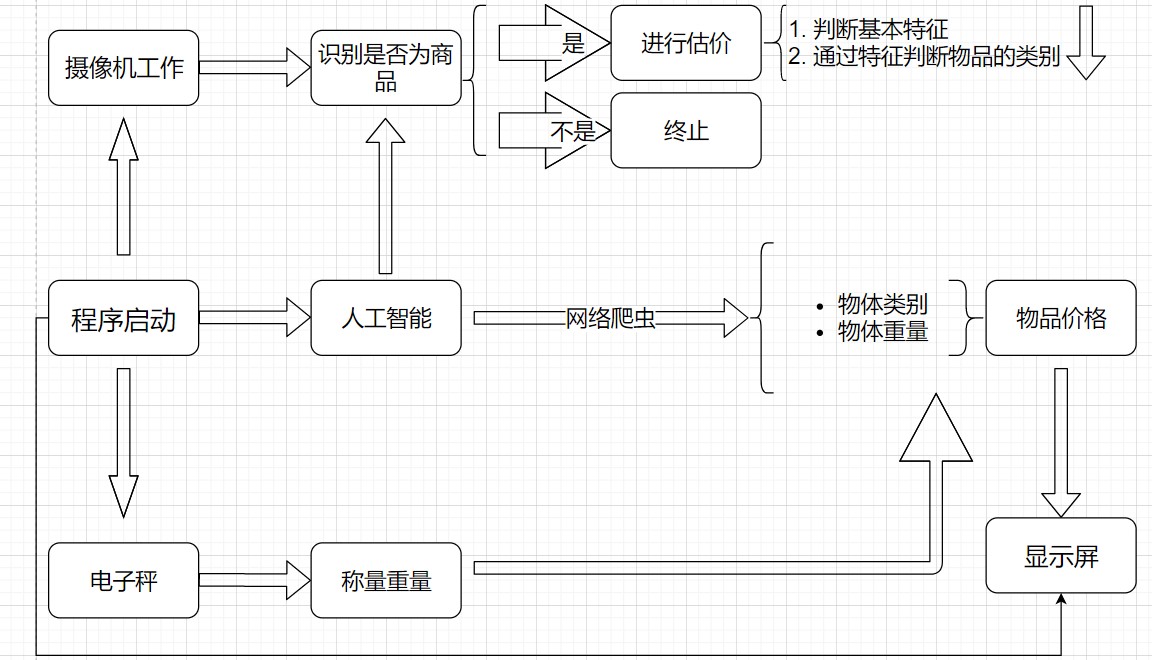 摄像机工作
识别是否为商
品
是
进行估价
1. 判断基本特征
2. 通过特征判断物品的类别
不是
终止
程序启动
人工智能
网络爬虫
• 物体类别
• 物体重量
物品价格
电子秤
称量重量
显示屏